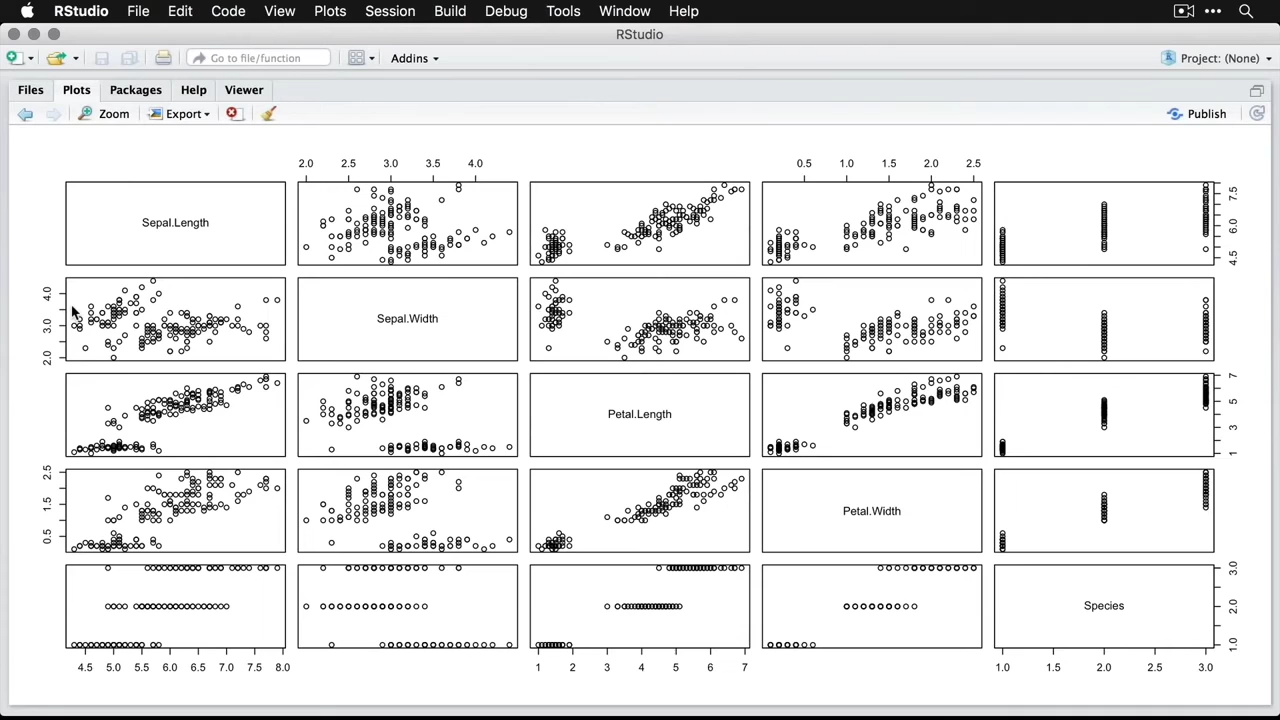 RStudio File Edit Code View Plots Session Build Debug Tools Window Help
RStudio
Go to file/function Addins Project: (None)
Files Plots Packages Help Viewer
Zoom Export Publish
2.0 2.5 3.0 3.5 4.0 0.5 1.0 1.5 2.0 2.5
Sepal.Length 4.5 6.0 7.5
2.0 3.0 4.0 Sepal.Width
Petal.Length 1 3 5 7
0.5 1.5 2.5 Petal.Width
Species 1.0 2.0 3.0
4.5 5.0 5.5 6.0 6.5 7.0 7.5 8.0 1 2 3 4 5 6 7 1.0 1.5 2.0 2.5 3.0